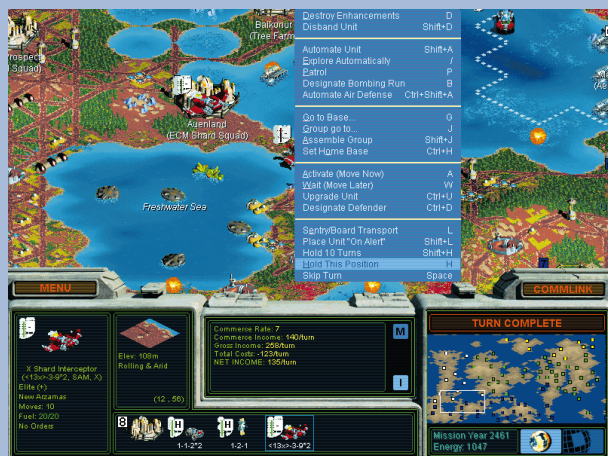 Destroy Enhancements D
Disband Unit Shift+D
Automate Unit Shift+A
Explore Automatically /
Patrol P
Designate Bombing Run B
Automate Air Defense Ctrl+Shift+A
Go to Base... G
Group go to... J
Assemble Group Shift+J
Set Home Base Ctrl+H
Activate (Move Now) A
Wait (Move Later) W
Upgrade Unit Ctrl+U
Designate Defender Ctrl+D
Sentry/Board Transport L
Place Unit "On Alert" Shift+L
Hold 10 Turns Shift+H
Hold This Position H
Skip Turn Space
Baikonur
(Tree Farm
Prospect
Squad)
Auenland
(ECM Shard Squad)
Freshwater Sea
MENU
COMMLINK
X Shard Interceptor
(<13x>-3-9*2, SAM, X)
Elite (+)
New Arzamas
Moves: 10
Fuel: 20/20
No Orders
Elev: 108m
Rolling & Arid
(12 , 56)
Commerce Rate: 7
Commerce Income: 140/turn
Gross Income: 258/turn
Total Costs: -123/turn
NET INCOME: 135/turn
M
I
8
H
1-1-2*2
H
1-2-1
<13x>-3-9*2
TURN COMPLETE
Mission Year 2461
Energy: 1047